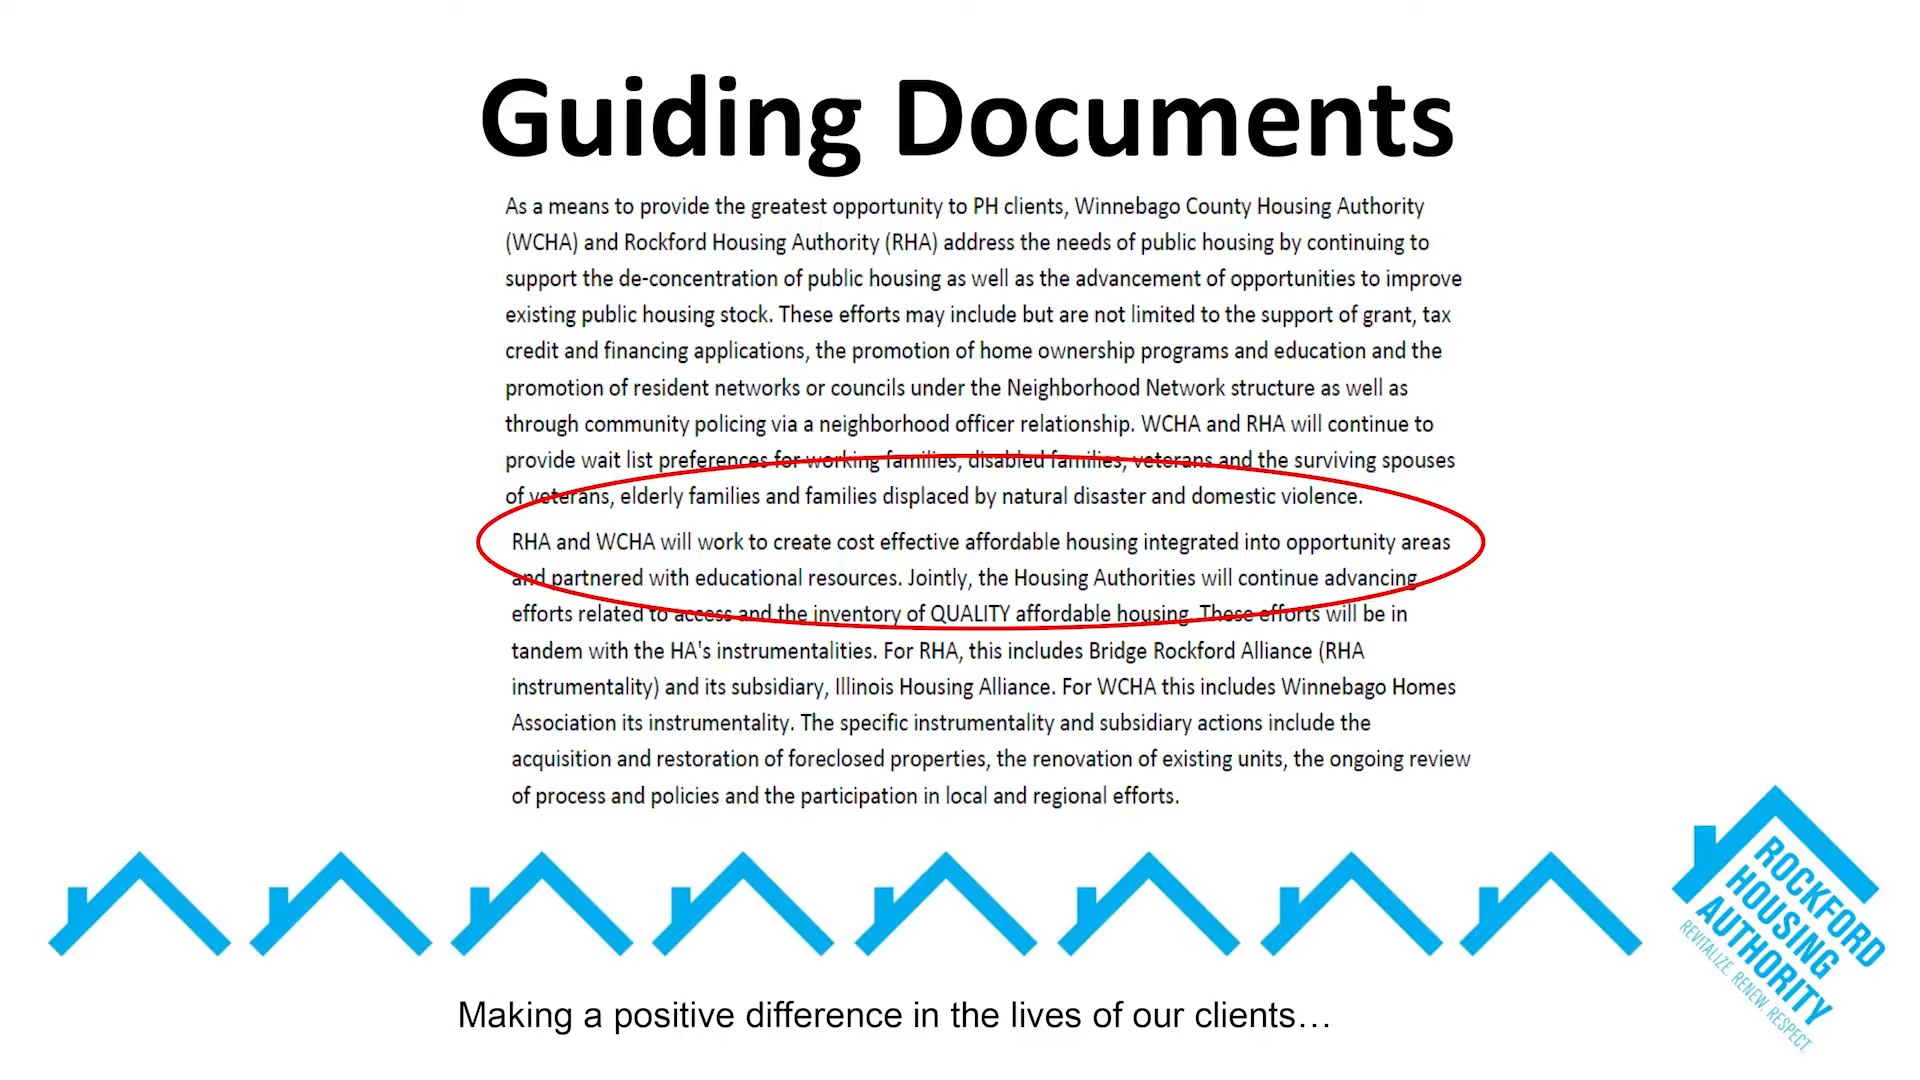 Guiding Documents
As a means to provide the greatest opportunity to PH clients, Winnebago County Housing Authority
(WCHA) and Rockford Housing Authority (RHA) address the needs of public housing by continuing to
support the de-concentration of public housing as well as the advancement of opportunities to improve
existing public housing stock. These efforts may include but are not limited to the support of grant, tax
credit and financing applications, the promotion of home ownership programs and education and the
promotion of resident networks or councils under the Neighborhood Network structure as well as
through community policing via a neighborhood officer relationship. WCHA and RHA will continue to
provide wait list preferences for working families, disabled families, veterans and the surviving spouses
of veterans, elderly families and families displaced by natural disaster and domestic violence.
RHA and WCHA will work to create cost effective affordable housing integrated into opportunity areas
and partnered with educational resources. Jointly, the Housing Authorities will continue advancing
efforts related to access and the inventory of QUALITY affordable housing. These efforts will be in
tandem with the HA's instrumentalities. For RHA, this includes Bridge Rockford Alliance (RHA
instrumentality) and its subsidiary, Illinois Housing Alliance. For WCHA this includes Winnebago Homes
Association its instrumentality. The specific instrumentality and subsidiary actions include the
acquisition and restoration of foreclosed properties, the renovation of existing units, the ongoing review
of process and policies and the participation in local and regional efforts.
ROCKFORD
HOUSING
AUTHORITY
REVITALIZE. RENEW. RESPECT.
Making a positive difference in the lives of our clients…